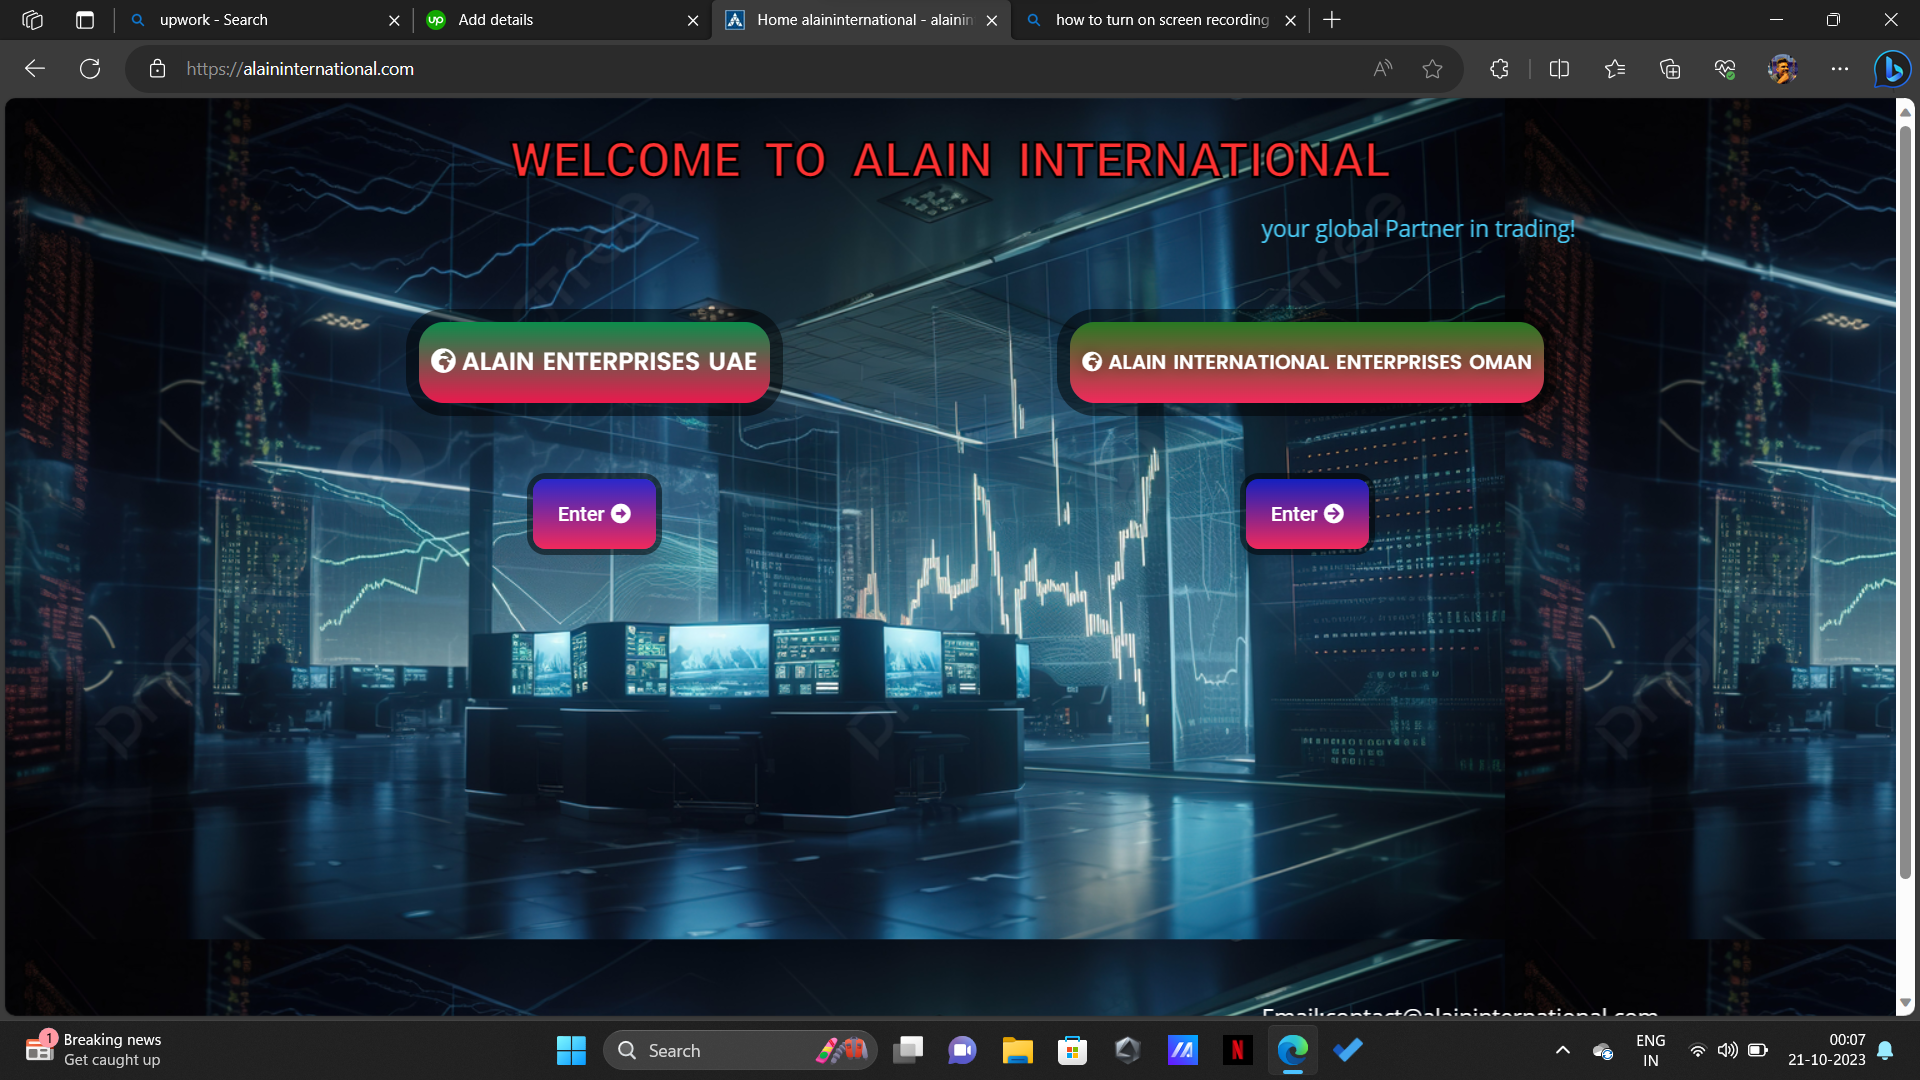 upwork - Search
Add details
Home alaininternational - alainin
how to turn on screen recording
https://alaininternational.com
WELCOME TO ALAIN INTERNATIONAL
your global Partner in trading!
ALAIN ENTERPRISES UAE
ALAIN INTERNATIONAL ENTERPRISES OMAN
Enter
Enter
Email:contact@alaininternational.com
1
Breaking news
Get caught up
Search
ENG
IN
00:07
21-10-2023